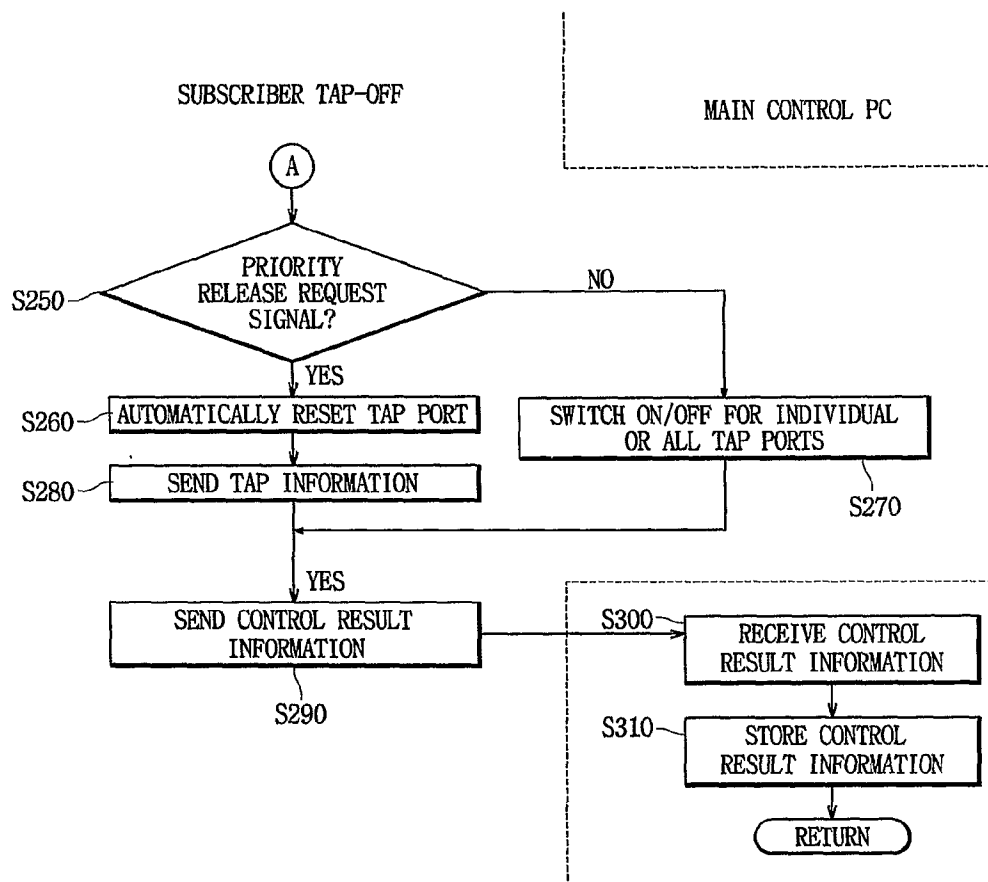 SUBSCRIBER TAP-OFF
MAIN CONTROL PC
A
S250
PRIORITY
RELEASE REQUEST
SIGNAL?
NO
YES
S260
AUTOMATICALLY RESET TAP PORT
SWITCH ON/OFF FOR INDIVIDUAL
OR ALL TAP PORTS
S270
S280
SEND TAP INFORMATION
YES
SEND CONTROL RESULT
INFORMATION
S290
S300
RECEIVE CONTROL
RESULT INFORMATION
S310
STORE CONTROL
RESULT INFORMATION
RETURN